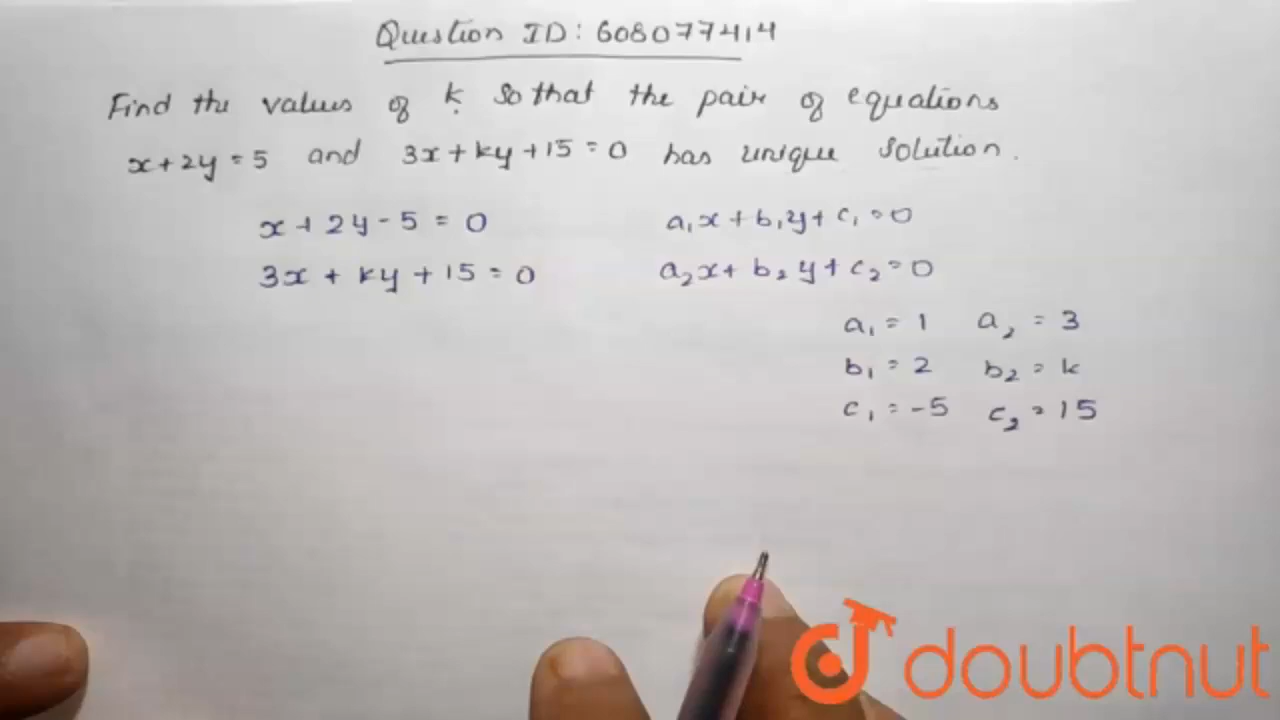 Question ID: 608077414
Find the values of k so that the pair of equations
x+2y=5 and 3x+ky+15=0 has unique solution.
x+2y-5=0 a₁x+b₁y+c₁=0
3x+ky+15=0 a₂x+b₂y+c₂=0
a₁=1 a₂=3
b₁=2 b₂=k
c₁=-5 c₂=15
doubtnut